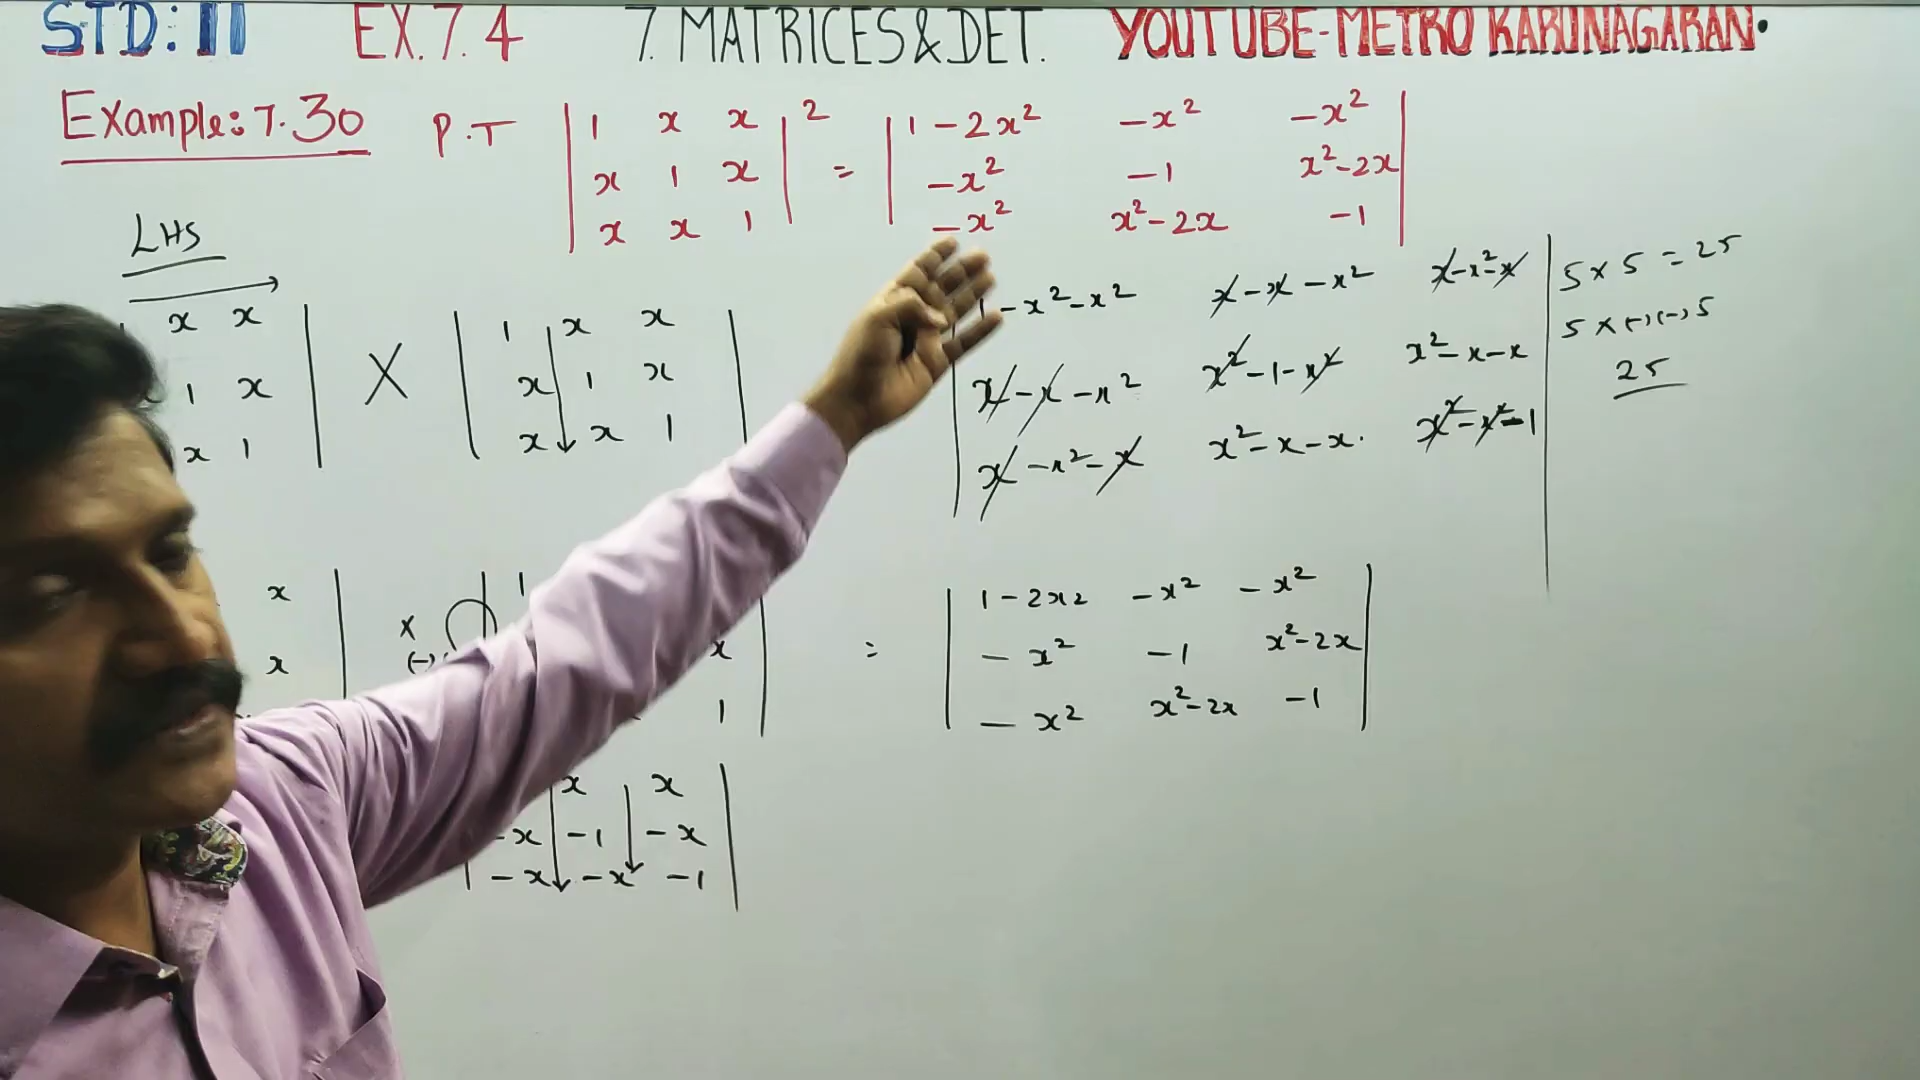 STD: 11 EX.7.4 7. MATRICES & DET. YOUTUBE-METRO KARUNAGARAN.
Example: 7.30 P.T | 1 x x |² = | 1-2x² -x² -x² |
| x 1 x | | -x² -1 x²-2x |
| x x 1 | | -x² x²-2x -1 |
LHS
x x | X | 1 x x |
1 x | | x 1 x |
x 1 | | x x 1 |
1-x²-x² x-x-x² x-x²-x
x-x-x² x²-1-x² x²-x-x
x-x²-x x²-x-x. x²-x²-1
5 x 5 = 25
5 x (-)(-) 5
25
x | x | 1
x | (-) x
1 |
= | 1-2x2 -x² -x² |
| -x² -1 x²-2x |
| -x² x²-2x -1 |
x x |
-x -1 -x |
-x -x -1 |